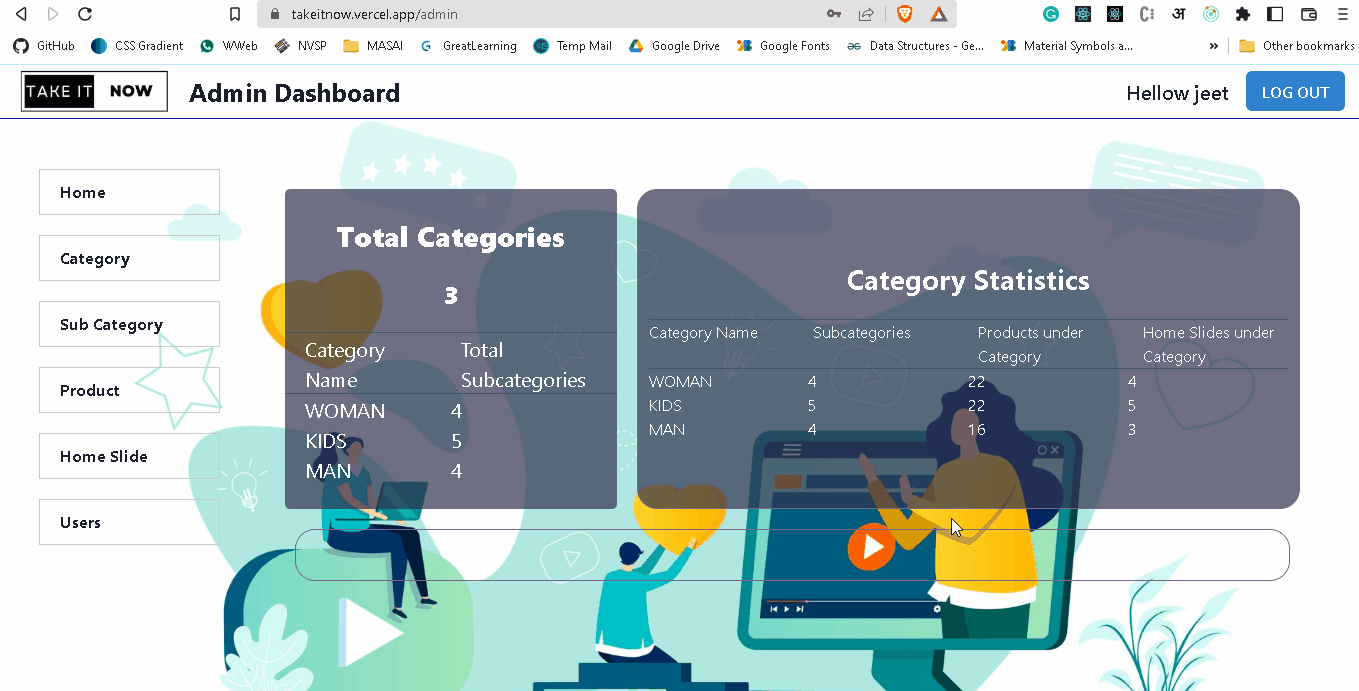 takeitnow.vercel.app/admin
अ
GitHub CSS Gradient WWeb NVSP MASAI GreatLearning Temp Mail Google Drive Google Fonts Data Structures - Ge... Material Symbols a... » Other bookmarks
TAKE IT NOW Admin Dashboard Hellow jeet LOG OUT
Home
Category
Sub Category
Product
Home Slide
Users
Total Categories
3
Category Name Total Subcategories
WOMAN 4
KIDS 5
MAN 4
Category Statistics
Category Name Subcategories Products under Category Home Slides under Category
WOMAN 4 22 4
KIDS 5 22 5
MAN 4 16 3